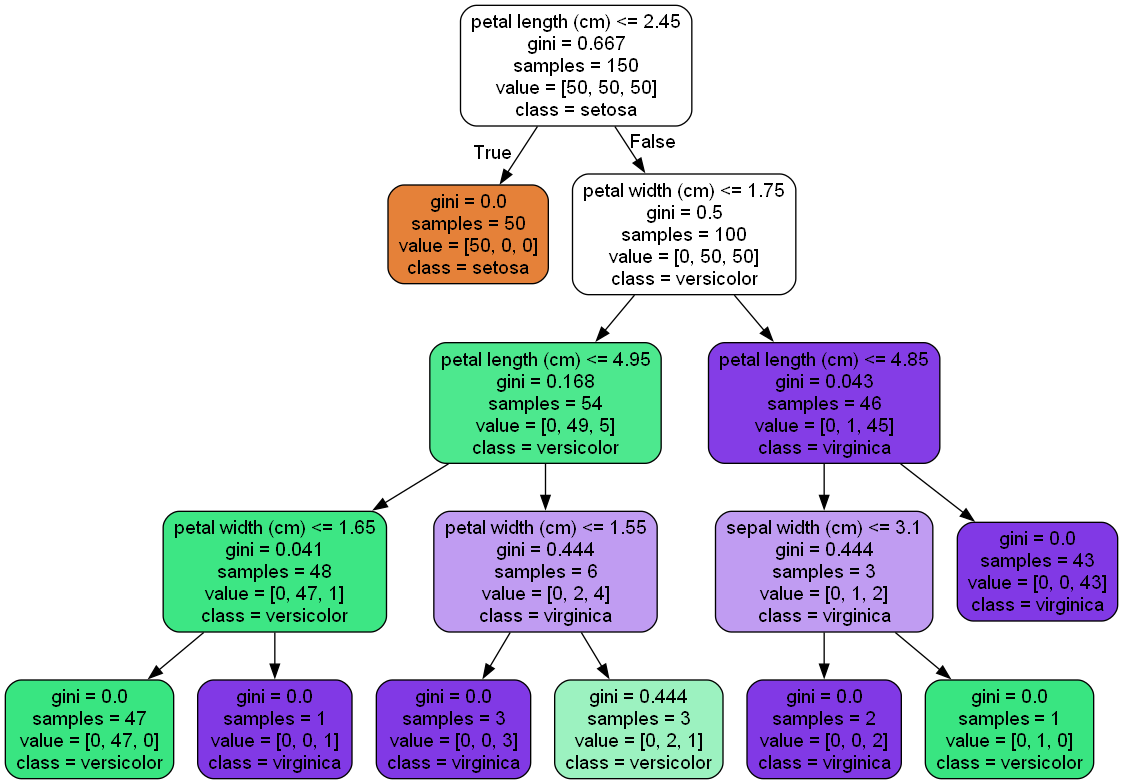 petal length (cm) <= 2.45
gini = 0.667
samples = 150
value = [50, 50, 50]
class = setosa
True
False
gini = 0.0
samples = 50
value = [50, 0, 0]
class = setosa
petal width (cm) <= 1.75
gini = 0.5
samples = 100
value = [0, 50, 50]
class = versicolor
petal length (cm) <= 4.95
gini = 0.168
samples = 54
value = [0, 49, 5]
class = versicolor
petal length (cm) <= 4.85
gini = 0.043
samples = 46
value = [0, 1, 45]
class = virginica
petal width (cm) <= 1.65
gini = 0.041
samples = 48
value = [0, 47, 1]
class = versicolor
petal width (cm) <= 1.55
gini = 0.444
samples = 6
value = [0, 2, 4]
class = virginica
sepal width (cm) <= 3.1
gini = 0.444
samples = 3
value = [0, 1, 2]
class = virginica
gini = 0.0
samples = 43
value = [0, 0, 43]
class = virginica
gini = 0.0
samples = 47
value = [0, 47, 0]
class = versicolor
gini = 0.0
samples = 1
value = [0, 0, 1]
class = virginica
gini = 0.0
samples = 3
value = [0, 0, 3]
class = virginica
gini = 0.444
samples = 3
value = [0, 2, 1]
class = versicolor
gini = 0.0
samples = 2
value = [0, 0, 2]
class = virginica
gini = 0.0
samples = 1
value = [0, 1, 0]
class = versicolor